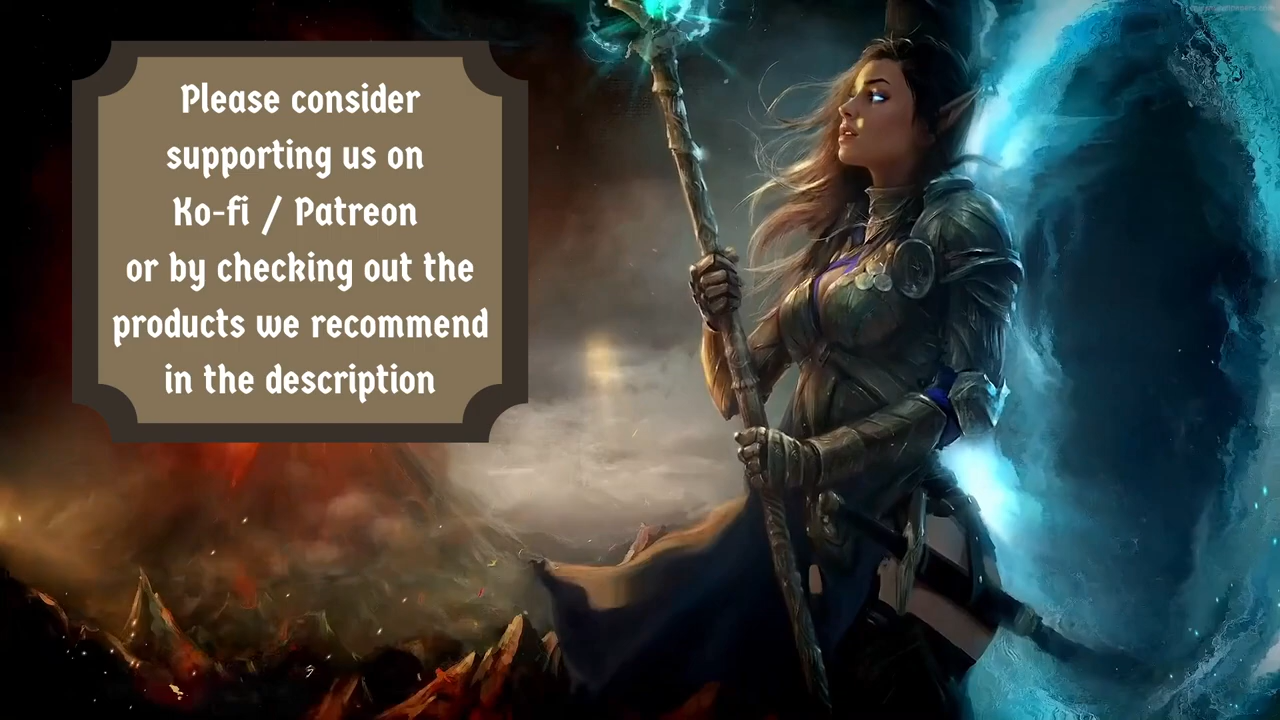 Please consider
supporting us on
Ko-fi / Patreon
or by checking out the
products we recommend
in the description